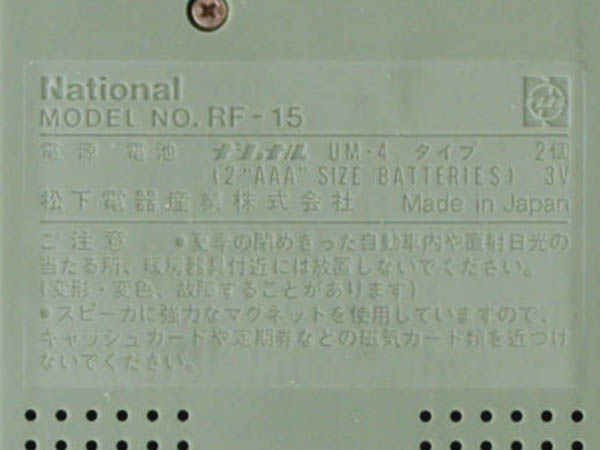 National
MODEL NO. RF-15
電源 電池 ナショナル UM-4 タイプ 2個
(2 "AAA" SIZE BATTERIES) 3V
松下電器産業株式会社 Made in Japan
ご注意 ●夏等の閉めきった自動車内や直射日光の
当たる所、暖房器具付近には放置しないでください。
(変形・変色、故障することがあります)
●スピーカに強力なマグネットを使用していますので、
キャッシュカードや定期券などの磁気カード類を近づけ
ないでください。